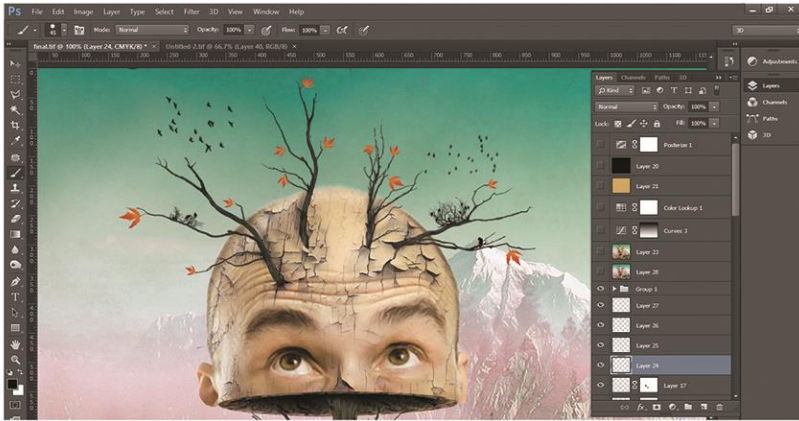 Ps File Edit Image Layer Type Select Filter 3D View Window Help
Mode: Normal Opacity: 100% Flow: 100% 3D
final.tif @ 100% (Layer 24, CMYK/8) * × Untitled-2.tif @ 66.7% (Layer 48, RGB/8) ×
Layers Channels Paths 3D
Kind
Normal Opacity: 100%
Lock: Fill: 100%
Posterize 1
Layer 20
Layer 21
Color Lookup 1
Curves 3
Layer 23
Layer 28
Group 1
Layer 27
Layer 26
Layer 25
Layer 24
Layer 17
fx
Adjustments
Layers
Channels
Paths
3D